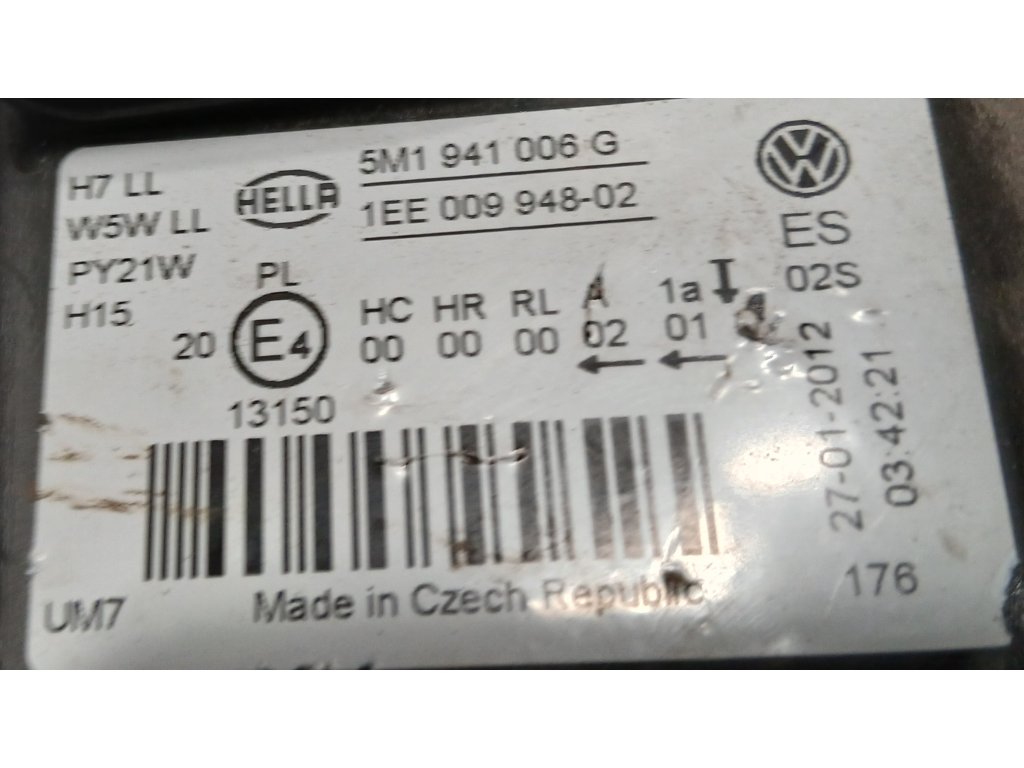 H7 LL
W5W LL
PY21W
H15
HELLA
5M1 941 006 G
1EE 009 948-02
ES
02S
PL
20 E4
13150
HC HR RL A 1a
00 00 00 02 01
27-01-2012
03:42:21
176
UM7
Made in Czech Republic